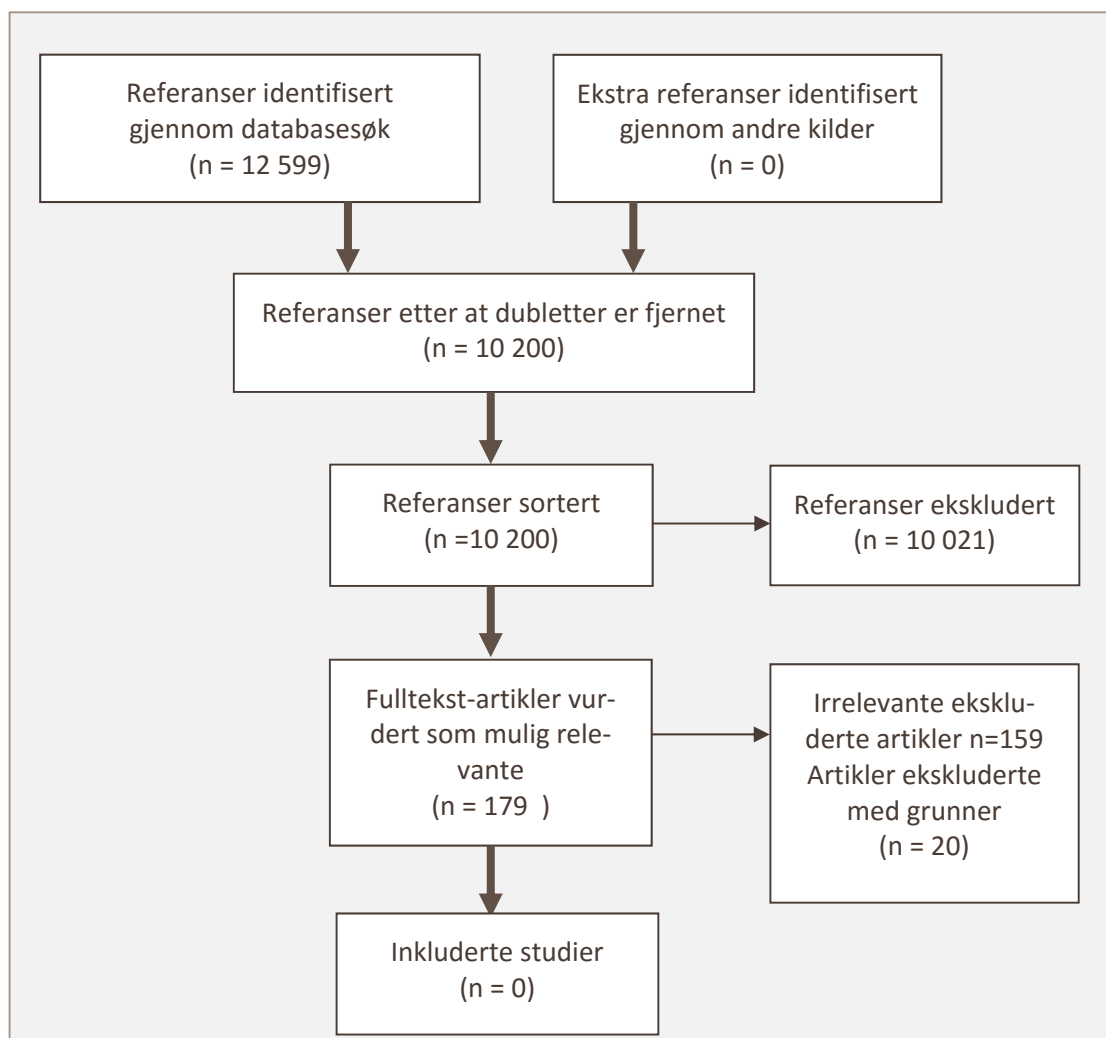 Referanser identifisert
gjennom databasesøk
(n = 12 599)
Ekstra referanser identifisert
gjennom andre kilder
(n = 0)
Referanser etter at dubletter er fjernet
(n = 10 200)
Referanser sortert
(n =10 200)
Referanser ekskludert
(n = 10 021)
Fulltekst-artikler vur-
dert som mulig rele-
vante
(n = 179  )
Irrelevante eksklu-
derte artikler n=159
Artikler ekskluderte
med grunner
(n = 20)
Inkluderte studier
(n = 0)